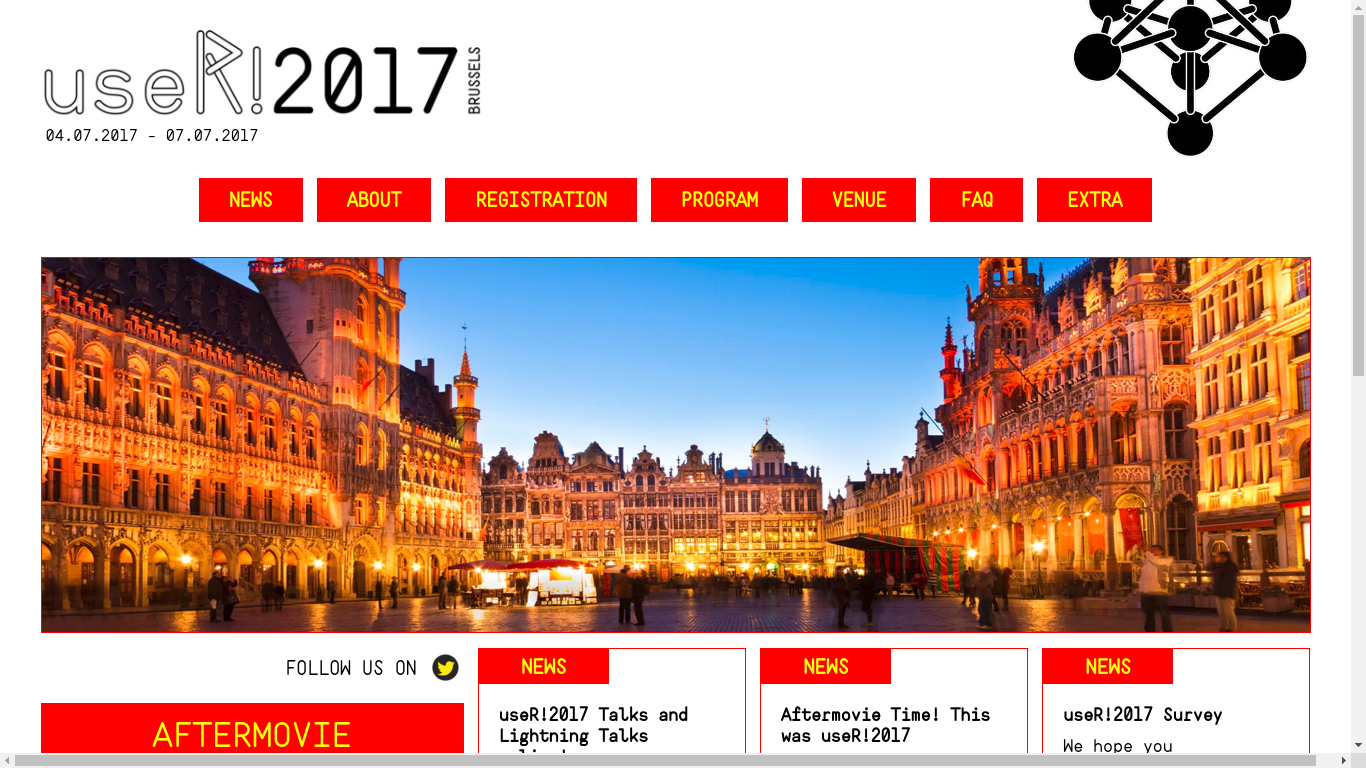 useR!2017 BRUSSELS
04.07.2017 - 07.07.2017
NEWS ABOUT REGISTRATION PROGRAM VENUE FAQ EXTRA
FOLLOW US ON
AFTERMOVIE
NEWS
useR!2017 Talks and
Lightning Talks
NEWS
Aftermovie Time! This
was useR!2017
NEWS
useR!2017 Survey
We hope you